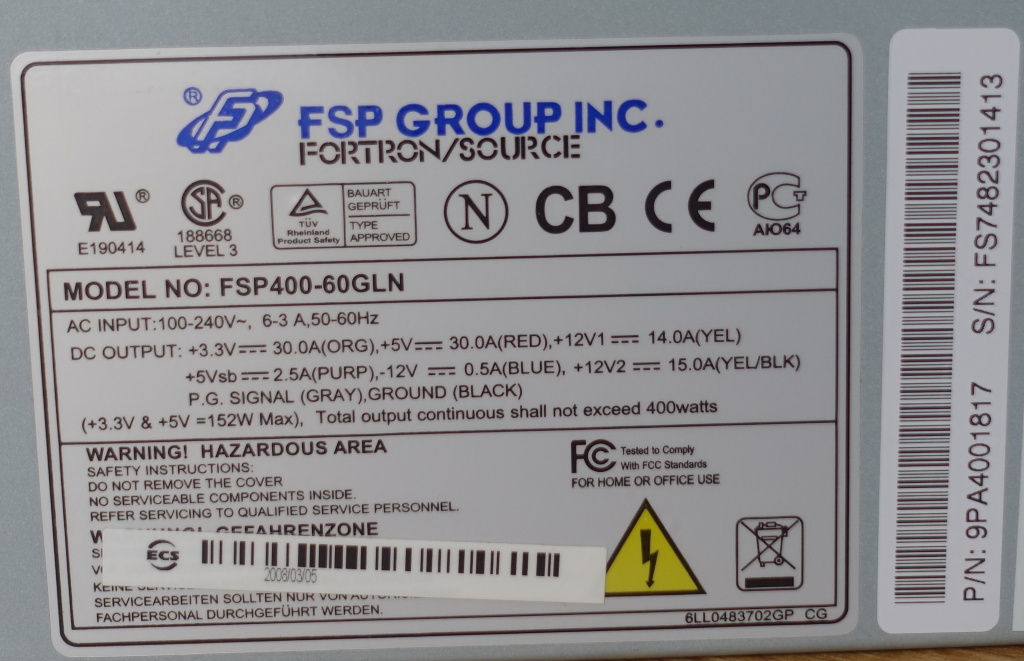 ® FSP GROUP INC.
FORTRON/SOURCE
®
E190414
SA ®
188668
LEVEL 3
TÜV
Rheinland
Product Safety
BAUART
GEPRÜFT
TYPE
APPROVED
N
CB
CE
PCT
АЮ64
MODEL NO: FSP400-60GLN
AC INPUT:100-240V~, 6-3 A,50-60Hz
DC OUTPUT: +3.3V⎓ 30.0A(ORG),+5V⎓ 30.0A(RED),+12V1⎓ 14.0A(YEL)
+5Vsb⎓2.5A(PURP),-12V⎓ 0.5A(BLUE), +12V2⎓ 15.0A(YEL/BLK)
P.G. SIGNAL (GRAY),GROUND (BLACK)
(+3.3V & +5V =152W Max), Total output continuous shall not exceed 400watts
WARNING! HAZARDOUS AREA
SAFETY INSTRUCTIONS:
DO NOT REMOVE THE COVER
NO SERVICEABLE COMPONENTS INSIDE.
REFER SERVICING TO QUALIFIED SERVICE PERSONNEL.
FCC Tested to Comply
With FCC Standards
FOR HOME OR OFFICE USE
WARNUNG! GEFAHRENZONE
ECS
2008/03/05
KEINE
SERVICEARBEITEN SOLLTEN NUR VON
FACHPERSONAL DURCHGEFÜHRT WERDEN.
6LL0483702GP CG
P/N: 9PA4001817 S/N: FS7482301413